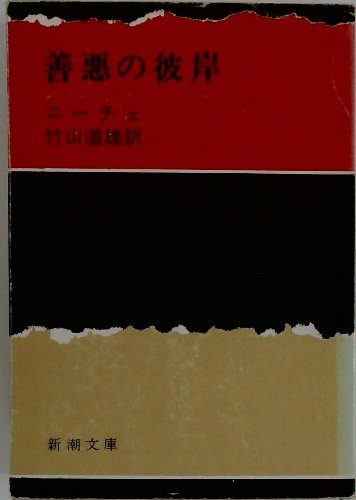 善悪の彼岸
ニーチェ
竹山道雄訳
新潮文庫